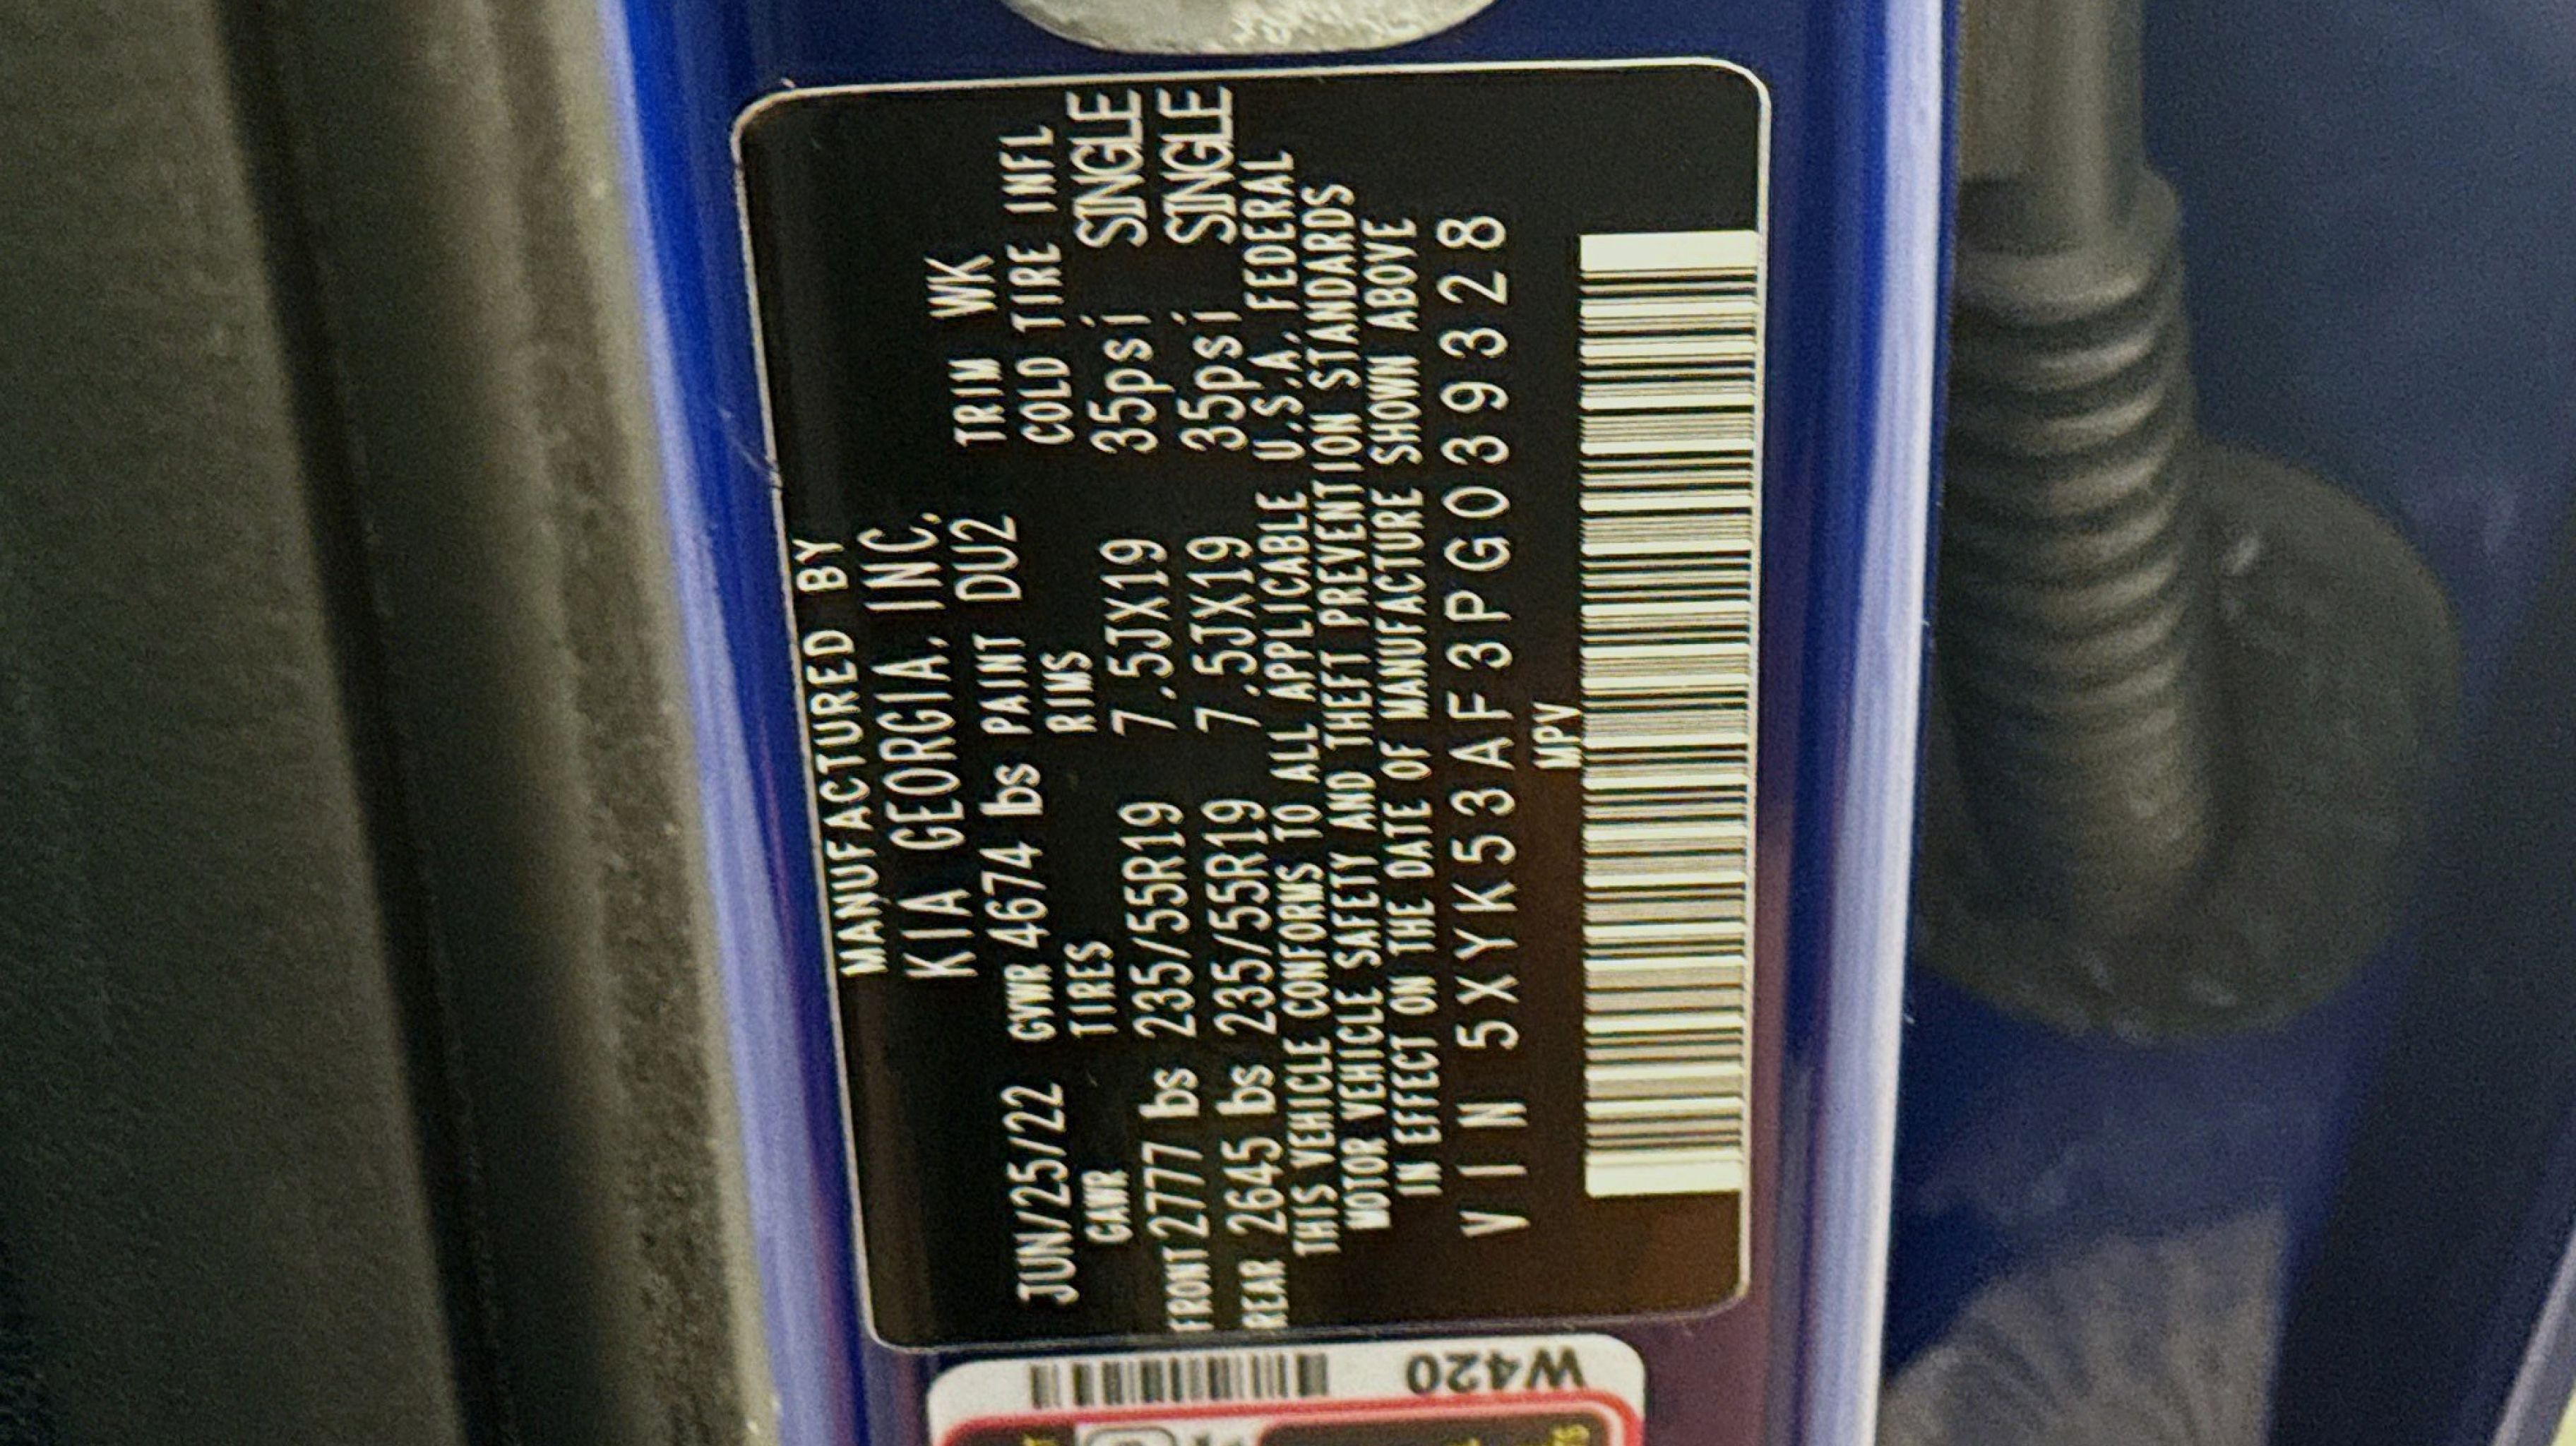 MANUFACTURED BY
KIA GEORGIA, INC.
JUN/25/22 GVWR 4674 lbs PAINT DU2 TRIM WK
GAWR TIRES RIMS COLD TIRE INFL
FRONT 2777 lbs 235/55R19 7.5JX19 35psi SINGLE
REAR 2645 lbs 235/55R19 7.5JX19 35psi SINGLE
THIS VEHICLE CONFORMS TO ALL APPLICABLE U.S.A. FEDERAL
MOTOR VEHICLE SAFETY AND THEFT PREVENTION STANDARDS
IN EFFECT ON THE DATE OF MANUFACTURE SHOWN ABOVE
VIN 5XYK53AF3PG039328
MPV
W420